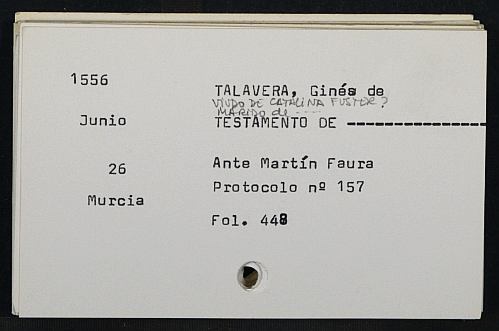 1556
TALAVERA, Ginés de
VIUDO DE CATALINA FUSTER?
MARIDO de ----
Junio
TESTAMENTO DE ----------------
26
Ante Martín Faura
Protocolo nº 157
Murcia
Fol. 448